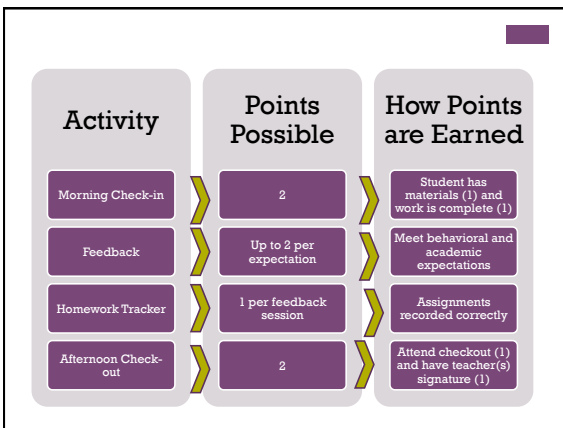 Activity
Points
Possible
How Points
are Earned
Morning Check-in
2
Student has
materials (1) and
work is complete (1)
Feedback
Up to 2 per
expectation
Meet behavioral and
academic
expectations
Homework Tracker
1 per feedback
session
Assignments
recorded correctly
Afternoon Check-
out
2
Attend checkout (1)
and have teacher(s)
signature (1)